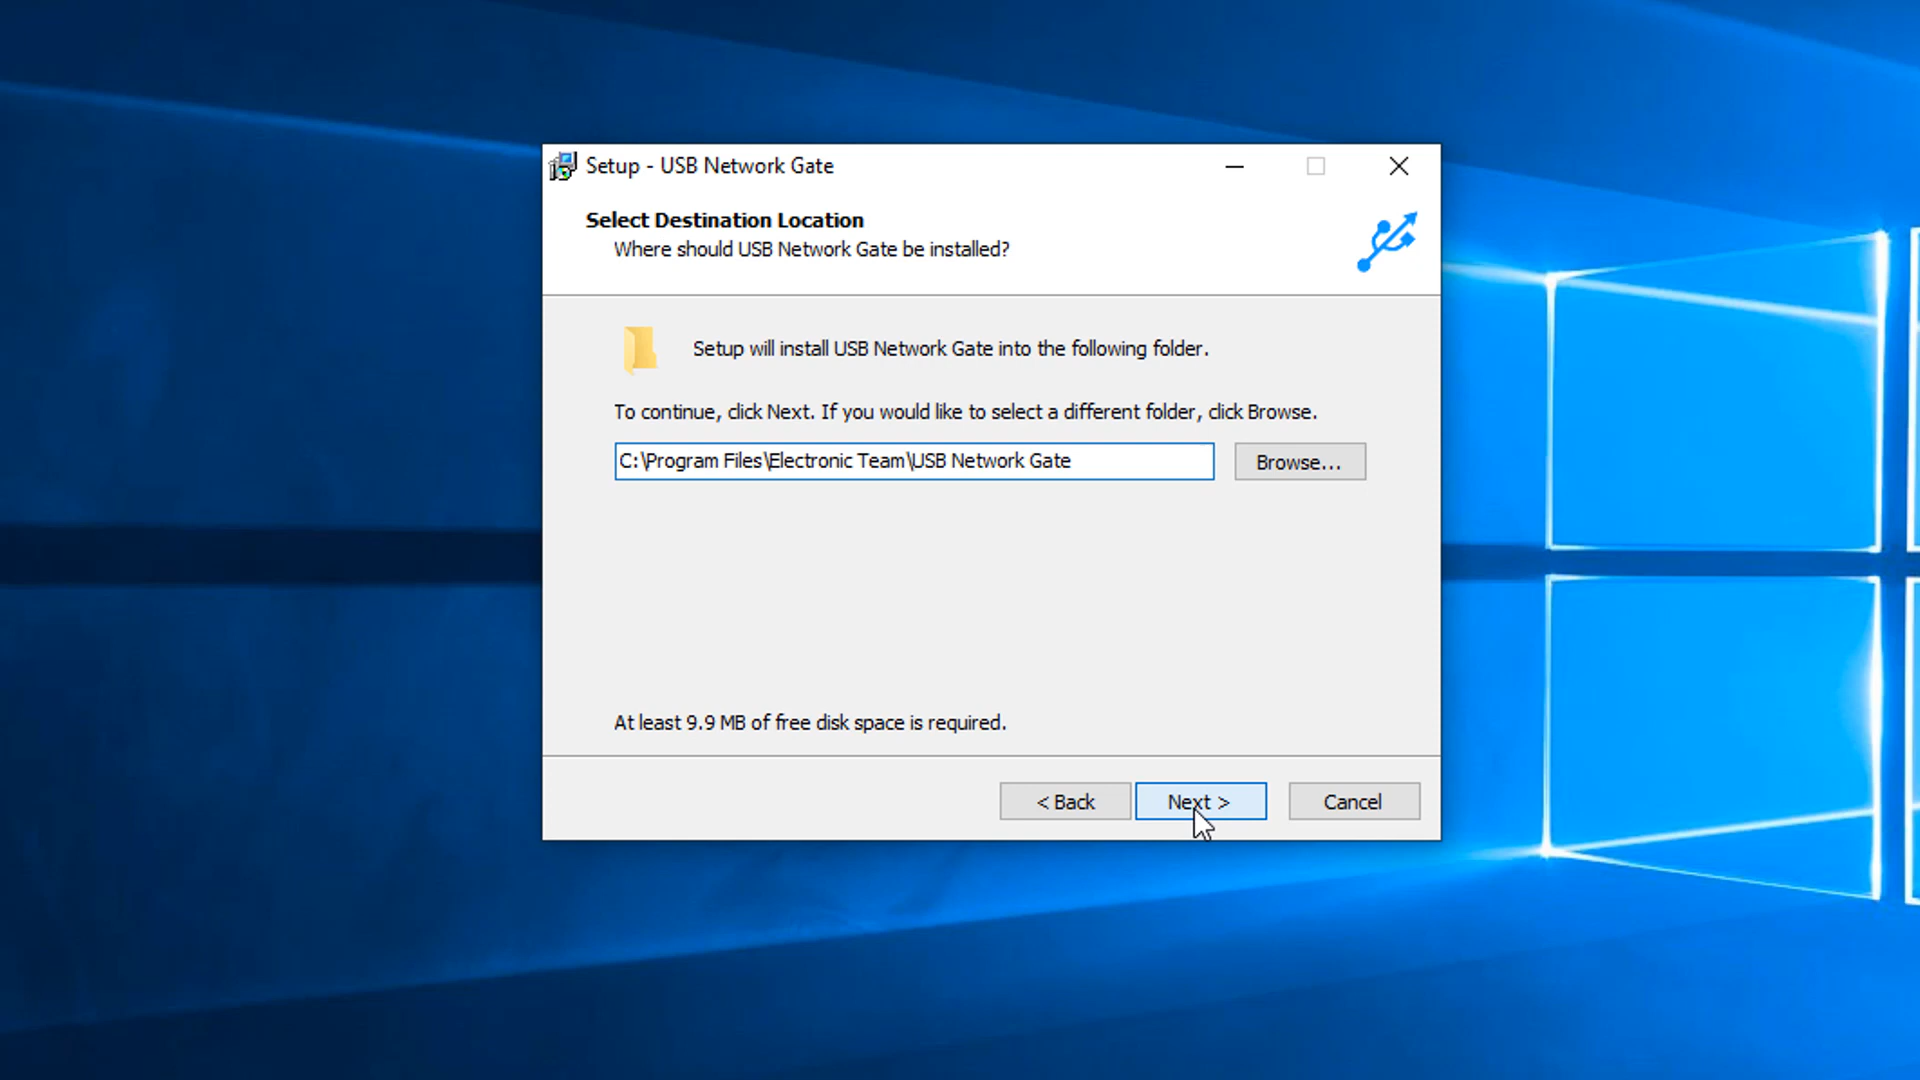 Setup - USB Network Gate
Select Destination Location
Where should USB Network Gate be installed?
Setup will install USB Network Gate into the following folder.
To continue, click Next. If you would like to select a different folder, click Browse.
C:\Program Files\Electronic Team\USB Network Gate
Browse...
At least 9.9 MB of free disk space is required.
< Back
Next >
Cancel